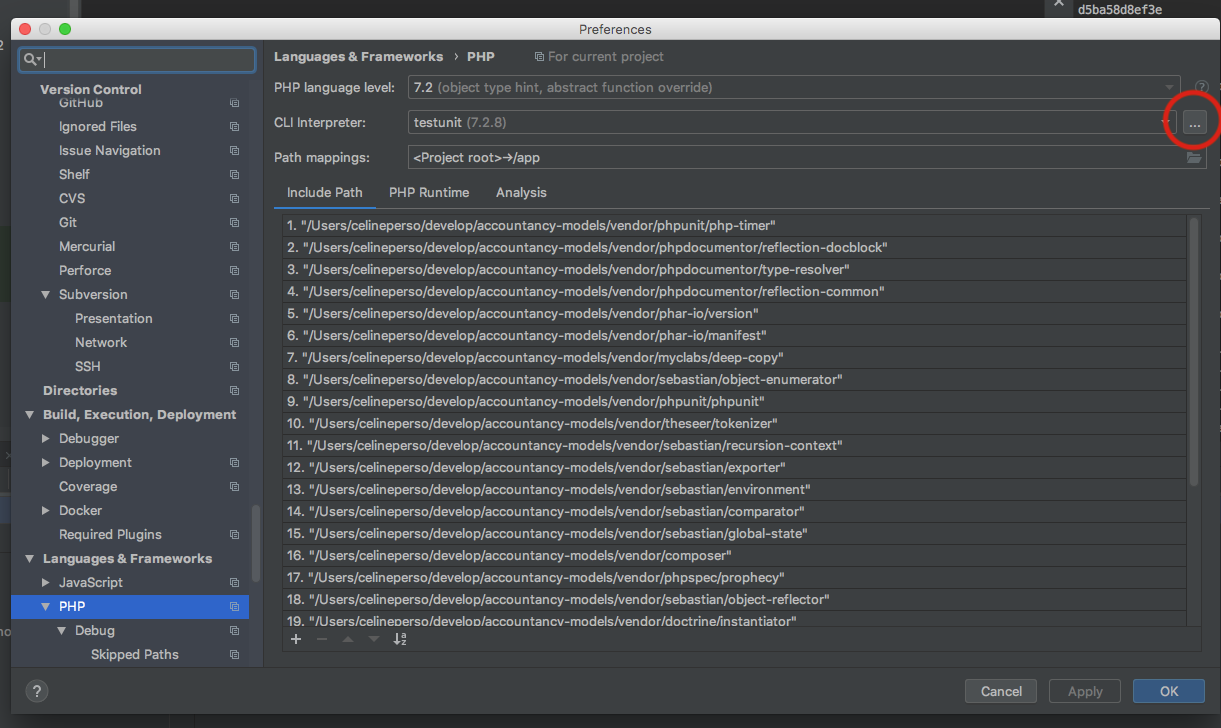 d5ba58d8ef3e
Preferences
Version Control
GitHub
Ignored Files
Issue Navigation
Shelf
CVS
Git
Mercurial
Perforce
Subversion
Presentation
Network
SSH
Directories
Build, Execution, Deployment
Debugger
Deployment
Coverage
Docker
Required Plugins
Languages & Frameworks
JavaScript
PHP
Debug
Skipped Paths
Languages & Frameworks › PHP For current project
PHP language level: 7.2 (object type hint, abstract function override)
CLI Interpreter: testunit (7.2.8) ...
Path mappings: <Project root>→/app
Include Path PHP Runtime Analysis
1. "/Users/celineperso/develop/accountancy-models/vendor/phpunit/php-timer"
2. "/Users/celineperso/develop/accountancy-models/vendor/phpdocumentor/reflection-docblock"
3. "/Users/celineperso/develop/accountancy-models/vendor/phpdocumentor/type-resolver"
4. "/Users/celineperso/develop/accountancy-models/vendor/phpdocumentor/reflection-common"
5. "/Users/celineperso/develop/accountancy-models/vendor/phar-io/version"
6. "/Users/celineperso/develop/accountancy-models/vendor/phar-io/manifest"
7. "/Users/celineperso/develop/accountancy-models/vendor/myclabs/deep-copy"
8. "/Users/celineperso/develop/accountancy-models/vendor/sebastian/object-enumerator"
9. "/Users/celineperso/develop/accountancy-models/vendor/phpunit/phpunit"
10. "/Users/celineperso/develop/accountancy-models/vendor/theseer/tokenizer"
11. "/Users/celineperso/develop/accountancy-models/vendor/sebastian/recursion-context"
12. "/Users/celineperso/develop/accountancy-models/vendor/sebastian/exporter"
13. "/Users/celineperso/develop/accountancy-models/vendor/sebastian/environment"
14. "/Users/celineperso/develop/accountancy-models/vendor/sebastian/comparator"
15. "/Users/celineperso/develop/accountancy-models/vendor/sebastian/global-state"
16. "/Users/celineperso/develop/accountancy-models/vendor/composer"
17. "/Users/celineperso/develop/accountancy-models/vendor/phpspec/prophecy"
18. "/Users/celineperso/develop/accountancy-models/vendor/sebastian/object-reflector"
19. "/Users/celineperso/develop/accountancy-models/vendor/doctrine/instantiator"
? Cancel Apply OK